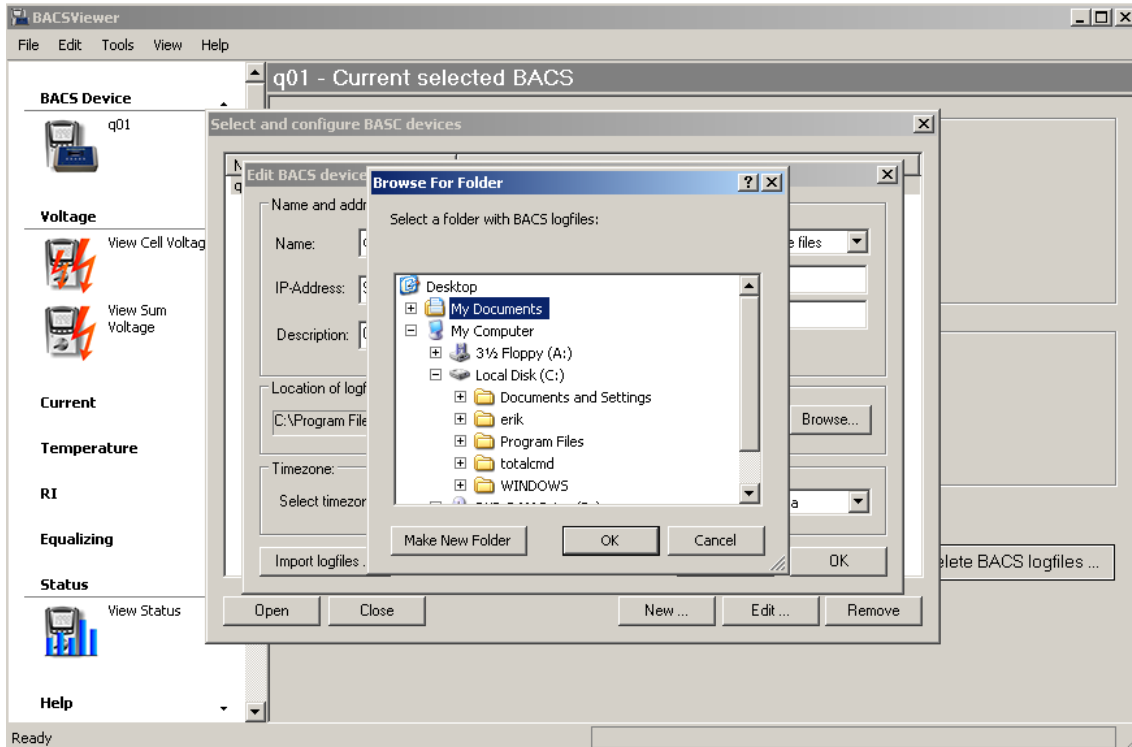 BACSViewer
File Edit Tools View Help
q01 - Current selected BACS
BACS Device
q01
Voltage
View Cell Voltag
View Sum
Voltage
Current
Temperature
RI
Equalizing
Status
View Status
Help
Select and configure BASC devices
Edit BACS device
Name and addr
Name:
e files
IP-Address:
Description:
Location of logf
C:\Program File
Browse...
Timezone:
Select timezor
a
Import logfiles .
OK
Browse For Folder
Select a folder with BACS logfiles:
Desktop
My Documents
My Computer
3½ Floppy (A:)
Local Disk (C:)
Documents and Settings
erik
Program Files
totalcmd
WINDOWS
Make New Folder OK Cancel
Open Close New ... Edit ... Remove
elete BACS logfiles ...
Ready